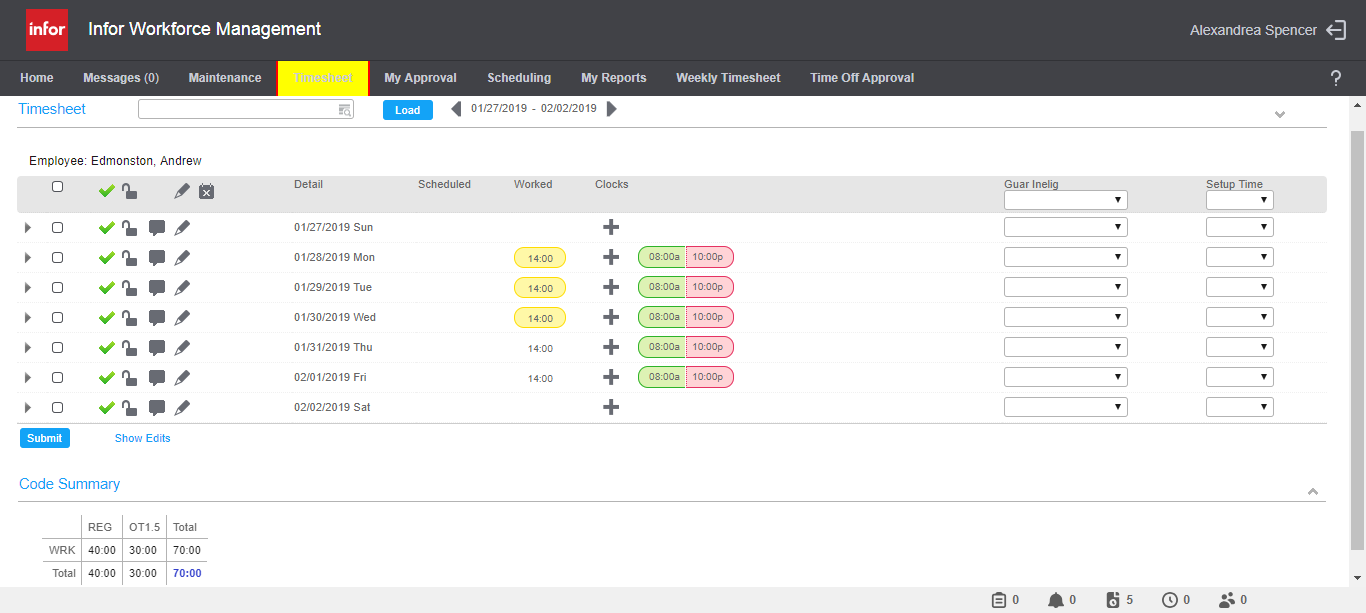 infor Infor Workforce Management Alexandrea Spencer
Home Messages (0) Maintenance Timesheet My Approval Scheduling My Reports Weekly Timesheet Time Off Approval ?
Timesheet Load 01/27/2019 - 02/02/2019
Employee: Edmonston, Andrew
Detail Scheduled Worked Clocks Guar Inelig Setup Time
01/27/2019 Sun
01/28/2019 Mon 14:00 08:00a 10:00p
01/29/2019 Tue 14:00 08:00a 10:00p
01/30/2019 Wed 14:00 08:00a 10:00p
01/31/2019 Thu 14:00 08:00a 10:00p
02/01/2019 Fri 14:00 08:00a 10:00p
02/02/2019 Sat
Submit Show Edits
Code Summary
REG OT1.5 Total
WRK 40:00 30:00 70:00
Total 40:00 30:00 70:00
0 0 5 0 0